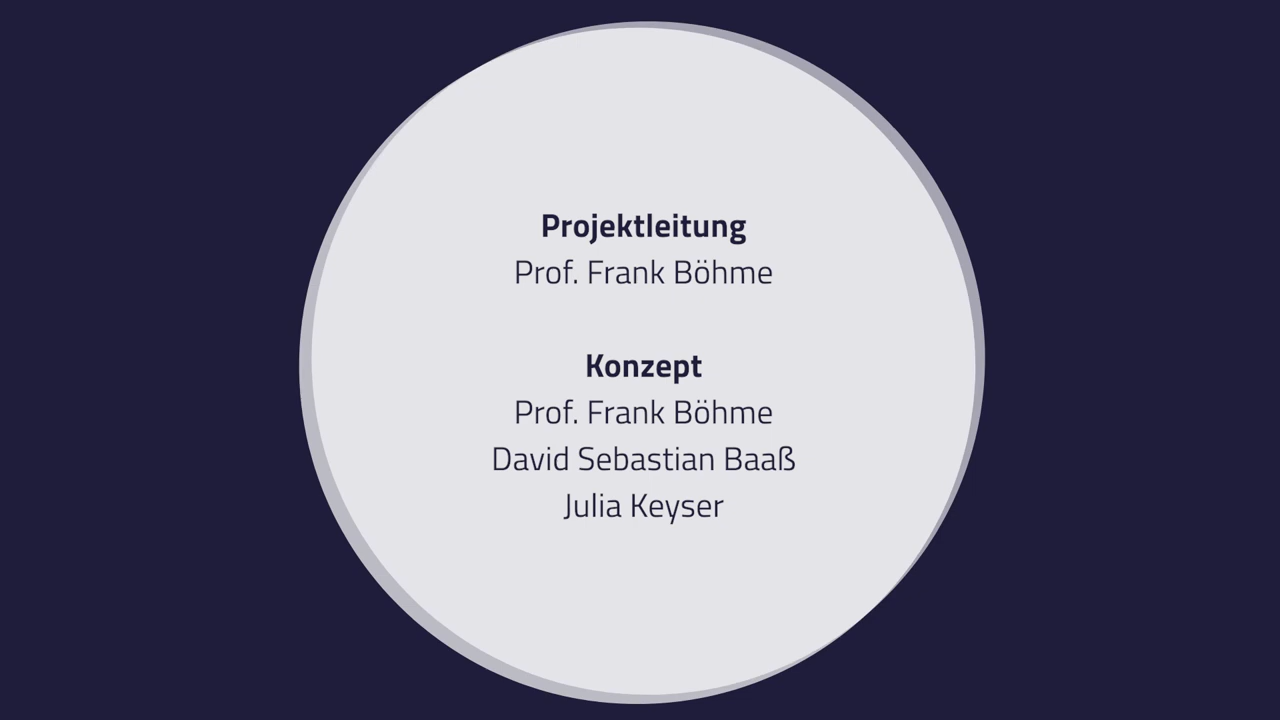 Projektleitung
Prof. Frank Böhme
Konzept
Prof. Frank Böhme
David Sebastian Baaß
Julia Keyser